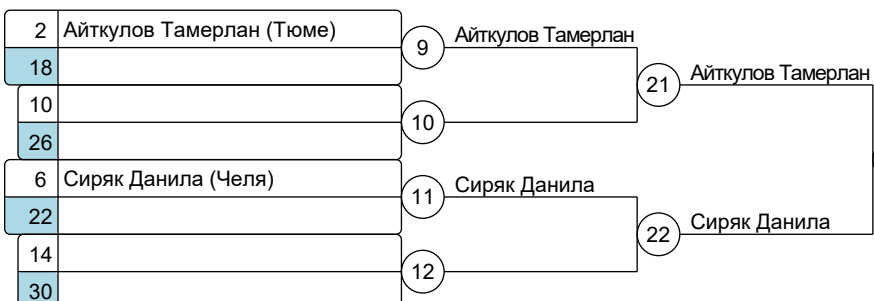 2 Айткулов Тамерлан (Тюме)
9 Айткулов Тамерлан
18
21 Айткулов Тамерлан
10
10
26
6 Сиряк Данила (Челя)
11 Сиряк Данила
22
22 Сиряк Данила
14
12
30